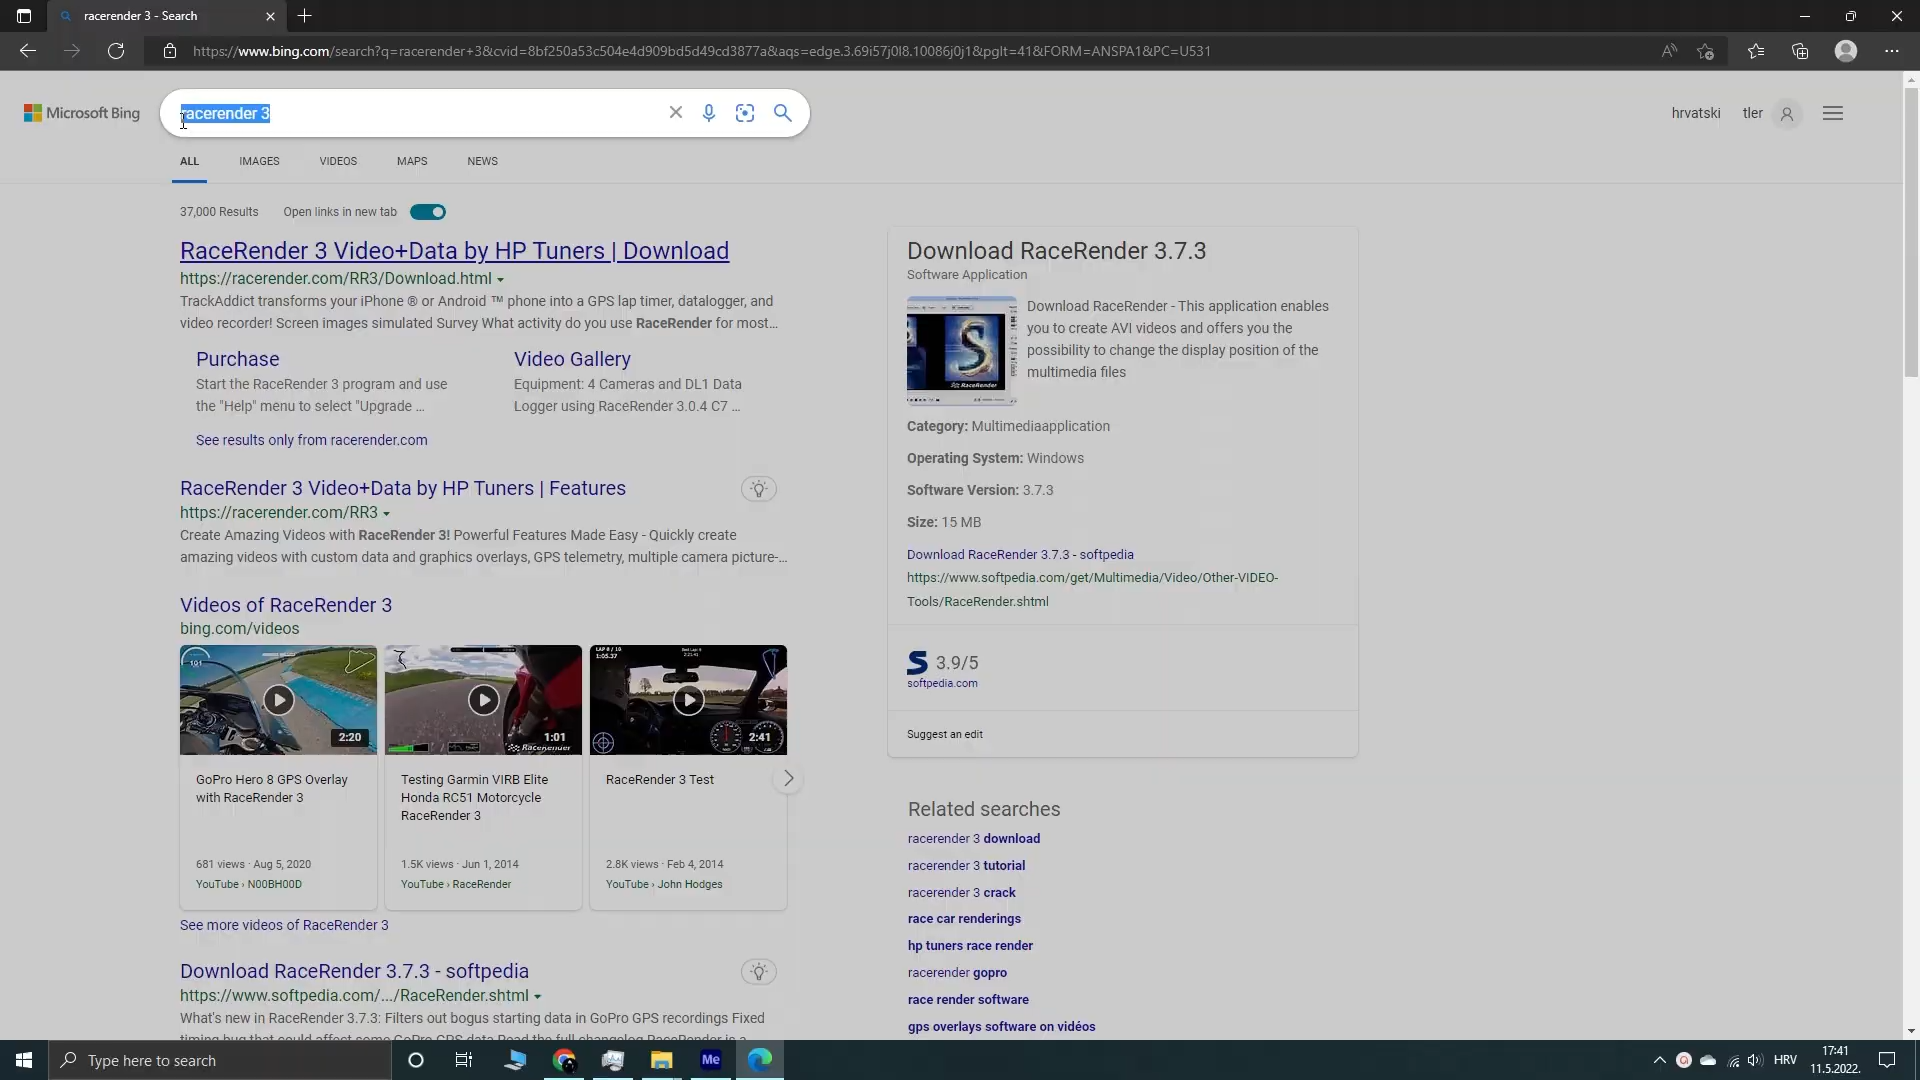 racerender 3 - Search
https://www.bing.com/search?q=racerender+3&cvid=8bf250a53c504e4d909bd5d49cd3877a&aqs=edge.3.69i57j0l8.10086j0j1&pglt=41&FORM=ANSPA1&PC=U531
Microsoft Bing
racerender 3
hrvatski
tler
ALL
IMAGES
VIDEOS
MAPS
NEWS
37,000 Results
Open links in new tab
RaceRender 3 Video+Data by HP Tuners | Download
https://racerender.com/RR3/Download.html
TrackAddict transforms your iPhone ® or Android ™ phone into a GPS lap timer, datalogger, and
video recorder! Screen images simulated Survey What activity do you use RaceRender for most...
Purchase
Start the RaceRender 3 program and use
the "Help" menu to select "Upgrade ...
Video Gallery
Equipment: 4 Cameras and DL1 Data
Logger using RaceRender 3.0.4 C7 ...
See results only from racerender.com
RaceRender 3 Video+Data by HP Tuners | Features
https://racerender.com/RR3
Create Amazing Videos with RaceRender 3! Powerful Features Made Easy - Quickly create
amazing videos with custom data and graphics overlays, GPS telemetry, multiple camera picture-...
Videos of RaceRender 3
bing.com/videos
101
2:20
GoPro Hero 8 GPS Overlay
with RaceRender 3
681 views · Aug 5, 2020
YouTube › N00BH00D
RaceRender
1:01
Testing Garmin VIRB Elite
Honda RC51 Motorcycle
RaceRender 3
1.5K views · Jun 1, 2014
YouTube › RaceRender
2:41
RaceRender 3 Test
2.8K views · Feb 4, 2014
YouTube › John Hodges
See more videos of RaceRender 3
Download RaceRender 3.7.3 - softpedia
https://www.softpedia.com/.../RaceRender.shtml
What's new in RaceRender 3.7.3: Filters out bogus starting data in GoPro GPS recordings Fixed
timing bug that could affect some GoPro GPS data Read the full changelog RaceRender is a
Download RaceRender 3.7.3
Software Application
S
RaceRender
Download RaceRender - This application enables
you to create AVI videos and offers you the
possibility to change the display position of the
multimedia files
Category: Multimediaapplication
Operating System: Windows
Software Version: 3.7.3
Size: 15 MB
Download RaceRender 3.7.3 - softpedia
https://www.softpedia.com/get/Multimedia/Video/Other-VIDEO-
Tools/RaceRender.shtml
S 3.9/5
softpedia.com
Suggest an edit
Related searches
racerender 3 download
racerender 3 tutorial
racerender 3 crack
race car renderings
hp tuners race render
racerender gopro
race render software
gps overlays software on vidéos
Type here to search
Me
HRV
17:41
11.5.2022.